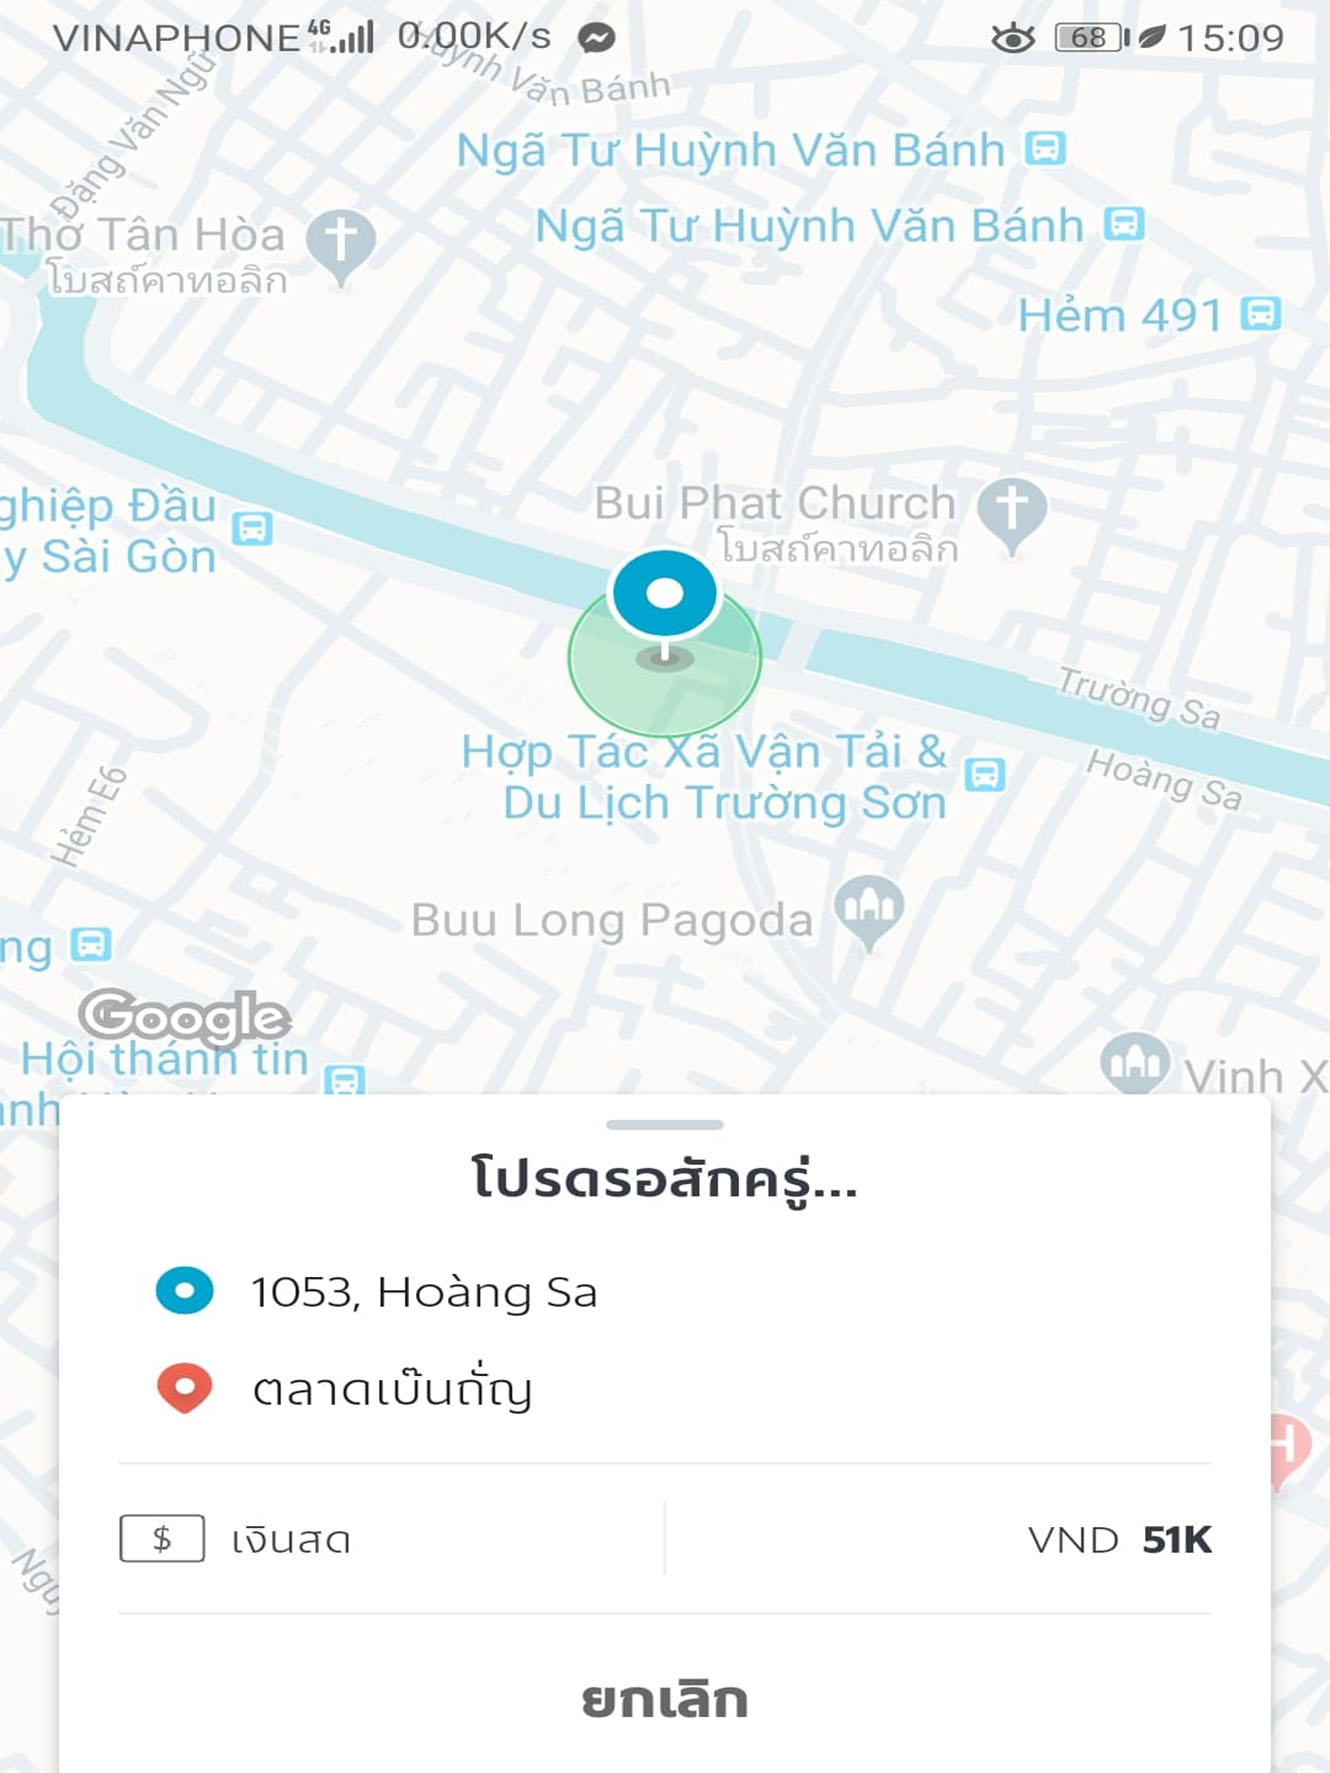 VINAPHONE 4G 0.00K/s 68 15:09
Huỳnh Văn Bánh
Đặng Văn Ngữ
Ngã Tư Huỳnh Văn Bánh
Ngã Tư Huỳnh Văn Bánh
Thờ Tân Hòa
โบสถ์คาทอลิก
Hẻm 491
ghiệp Đầu
y Sài Gòn
Bui Phat Church
โบสถ์คาทอลิก
Trường Sa
Hoàng Sa
Hợp Tác Xã Vận Tải &
Du Lịch Trường Sơn
Hẻm E6
Buu Long Pagoda
ng
Google
Hội thánh tin
Vinh X
โปรดรอสักครู่...
1053, Hoàng Sa
ตลาดเบ๊นถั่ญ
H
$ เงินสด VND 51K
Ngu
ยกเลิก